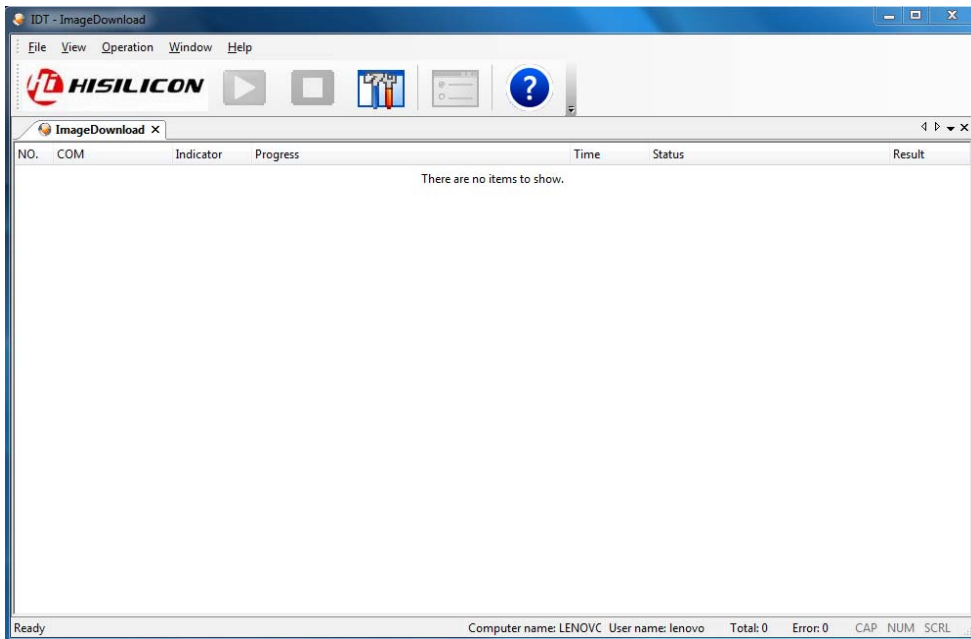 IDT - ImageDownload
File View Operation Window Help
HISILICON ?
ImageDownload
NO. COM Indicator Progress Time Status Result
There are no items to show.
Ready Computer name: LENOVC User name: lenovo Total: 0 Error: 0 CAP NUM SCRL